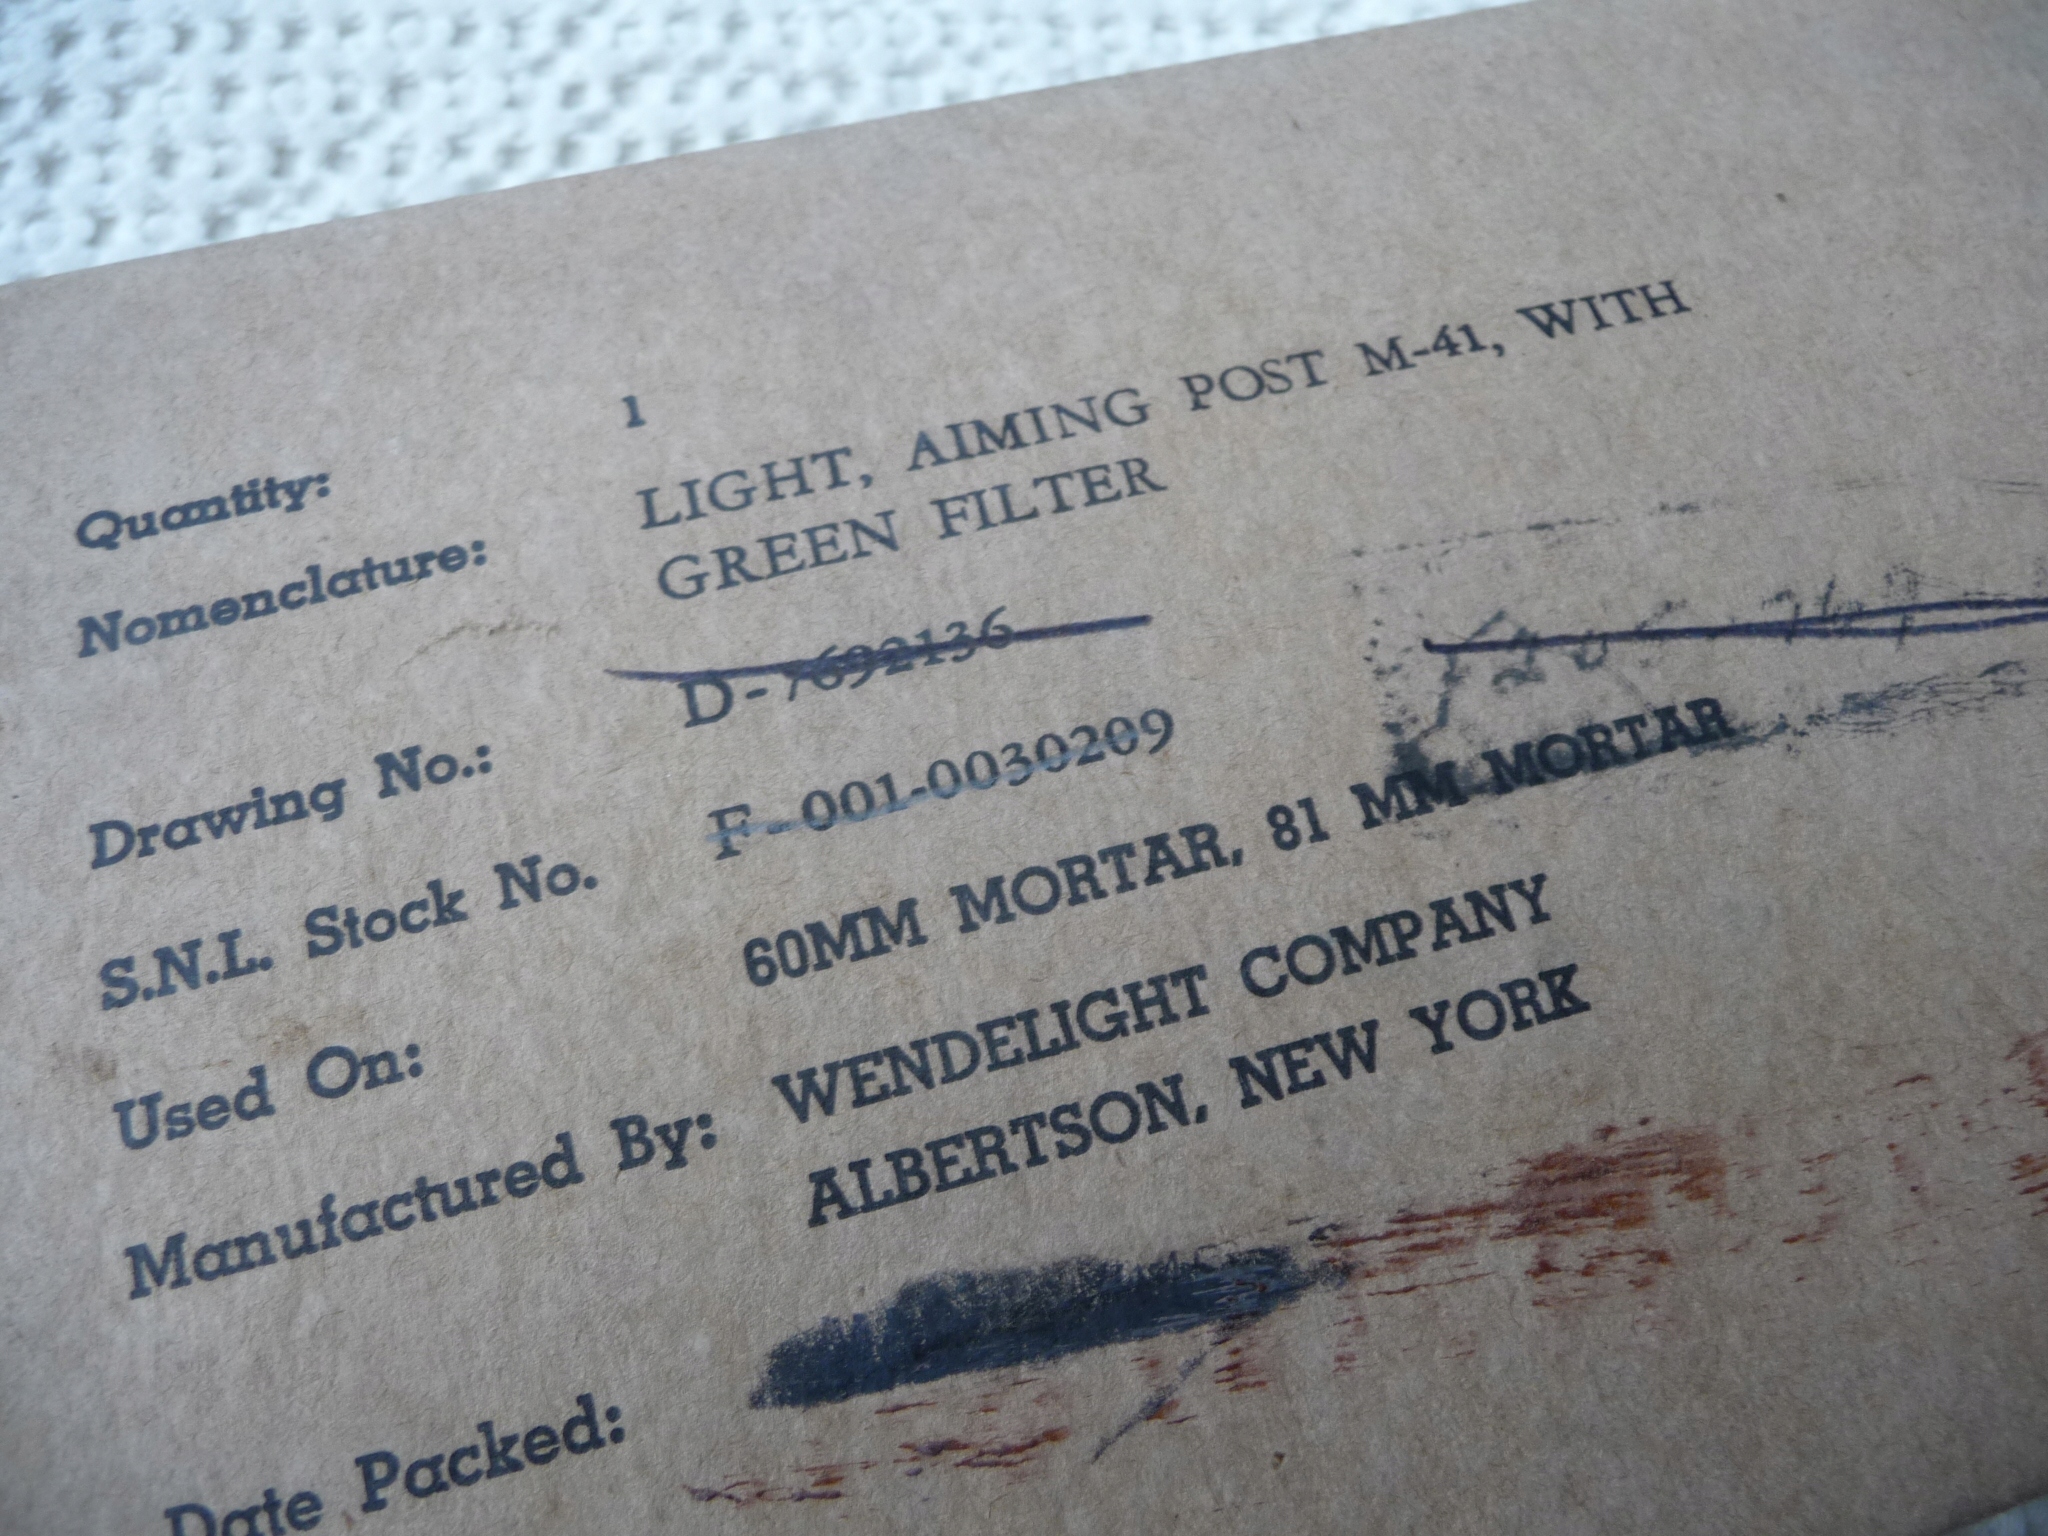 Quantity: 1
Nomenclature: LIGHT, AIMING POST M-41, WITH
GREEN FILTER
Drawing No.: D-7692136
S.N.L. Stock No. F-001-0030209
Used On: 60MM MORTAR, 81 MM MORTAR
Manufactured By: WENDELIGHT COMPANY
ALBERTSON, NEW YORK
Date Packed: